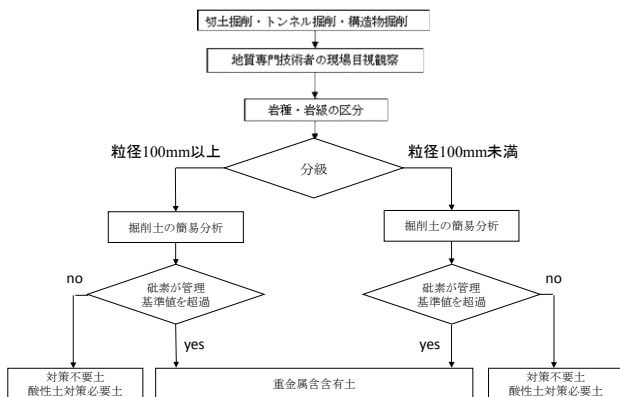 切土掘削・トンネル掘削・構造物掘削
地質専門技術者の現場目視観察
岩種・岩級の区分
粒径100mm以上
分級
粒径100mm未満
掘削土の簡易分析
掘削土の簡易分析
no
砒素が管理
基準値を超過
砒素が管理
基準値を超過
no
yes
yes
対策不要土
酸性土対策必要土
重金属含含有土
対策不要土
酸性土対策必要土